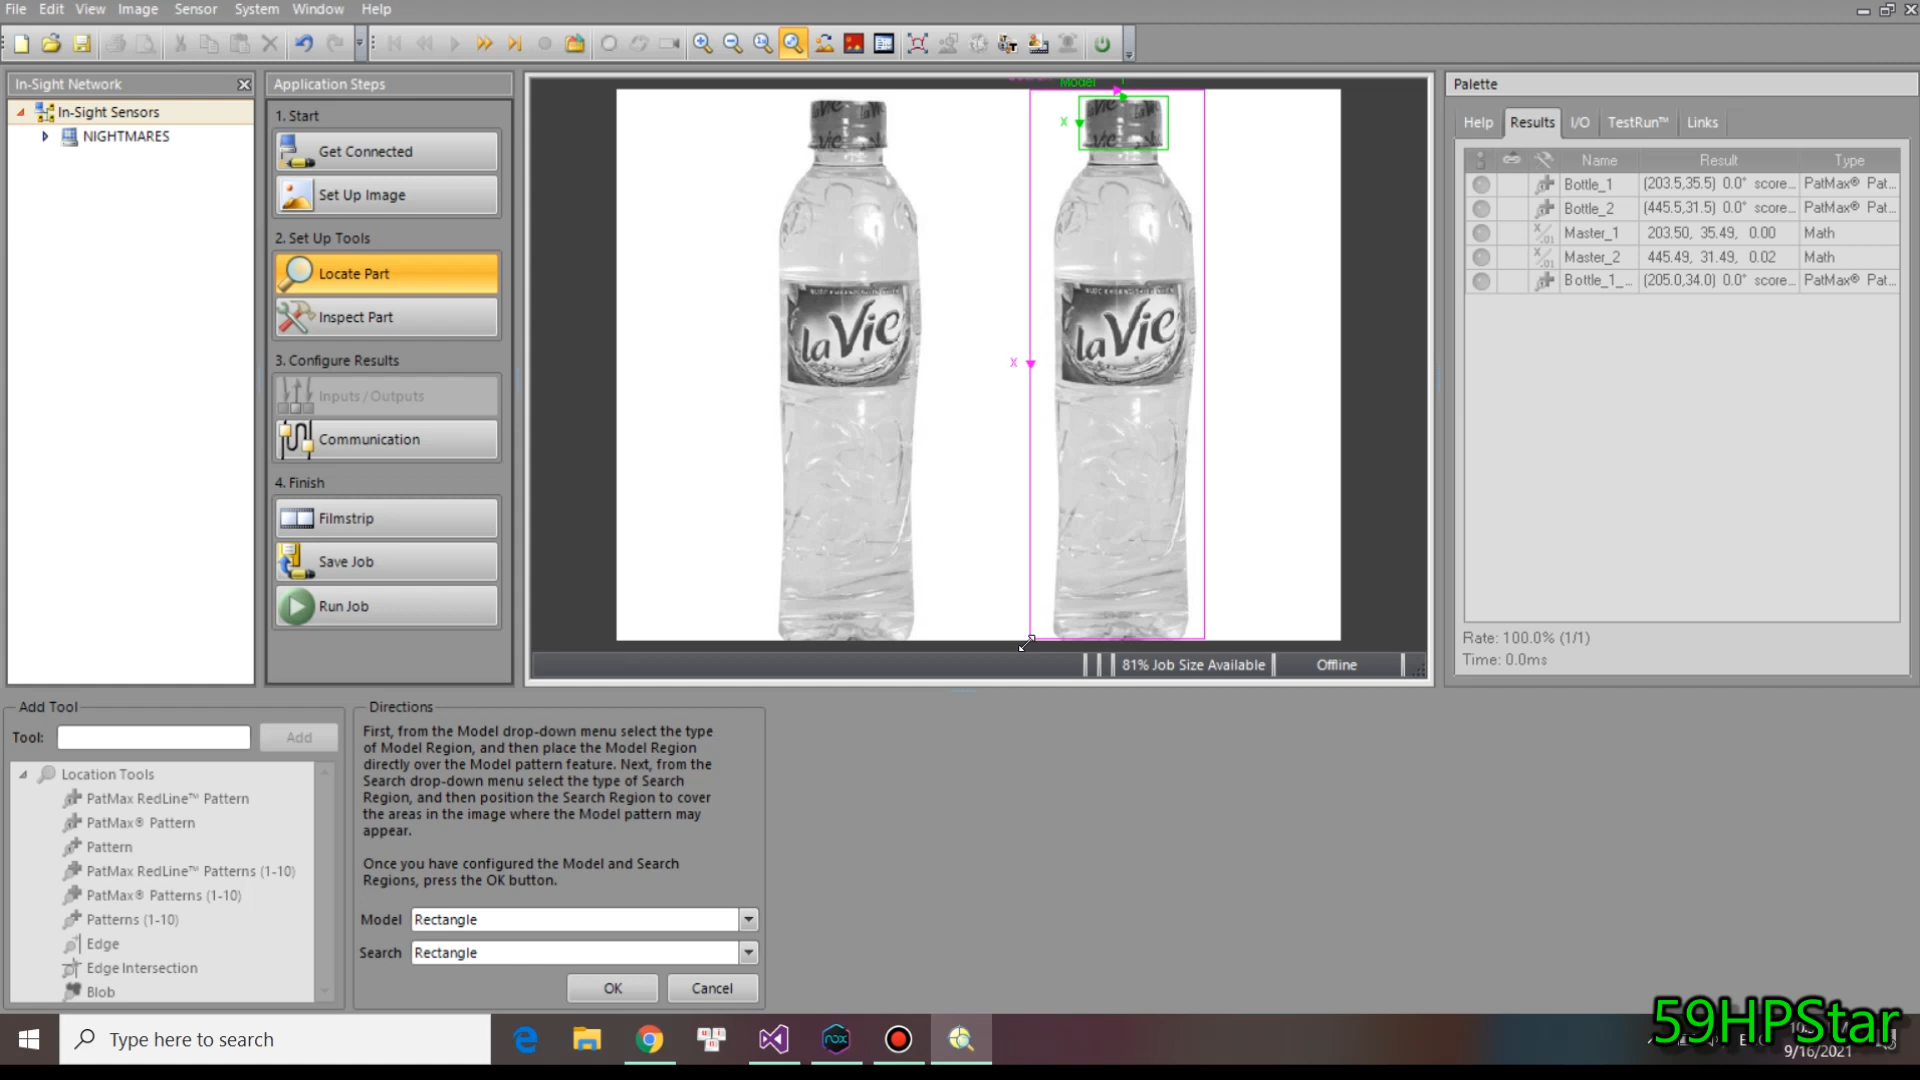 File Edit View Image Sensor System Window Help
In-Sight Network
In-Sight Sensors
NIGHTMARES
Application Steps
1. Start
Get Connected
Set Up Image
2. Set Up Tools
Locate Part
Inspect Part
3. Configure Results
Inputs / Outputs
Communication
4. Finish
Filmstrip
Save Job
Run Job
Model
X
X
la Vie
la Vie
81% Job Size Available
Offline
Palette
Help Results I/O TestRun™ Links
Name Result Type
Bottle_1 (203.5,35.5) 0.0° score... PatMax® Pat...
Bottle_2 (445.5,31.5) 0.0° score... PatMax® Pat...
Master_1 203.50, 35.49, 0.00 Math
Master_2 445.49, 31.49, 0.02 Math
Bottle_1_... (205.0,34.0) 0.0° score... PatMax® Pat...
Rate: 100.0% (1/1)
Time: 0.0ms
Add Tool
Tool:
Add
Location Tools
PatMax RedLine™ Pattern
PatMax® Pattern
Pattern
PatMax RedLine™ Patterns (1-10)
PatMax® Patterns (1-10)
Patterns (1-10)
Edge
Edge Intersection
Blob
Directions
First, from the Model drop-down menu select the type
of Model Region, and then place the Model Region
directly over the Model pattern feature. Next, from the
Search drop-down menu select the type of Search
Region, and then position the Search Region to cover
the areas in the image where the Model pattern may
appear.
Once you have configured the Model and Search
Regions, press the OK button.
Model Rectangle
Search Rectangle
OK
Cancel
Type here to search
nox
59HPStar
9/16/2021